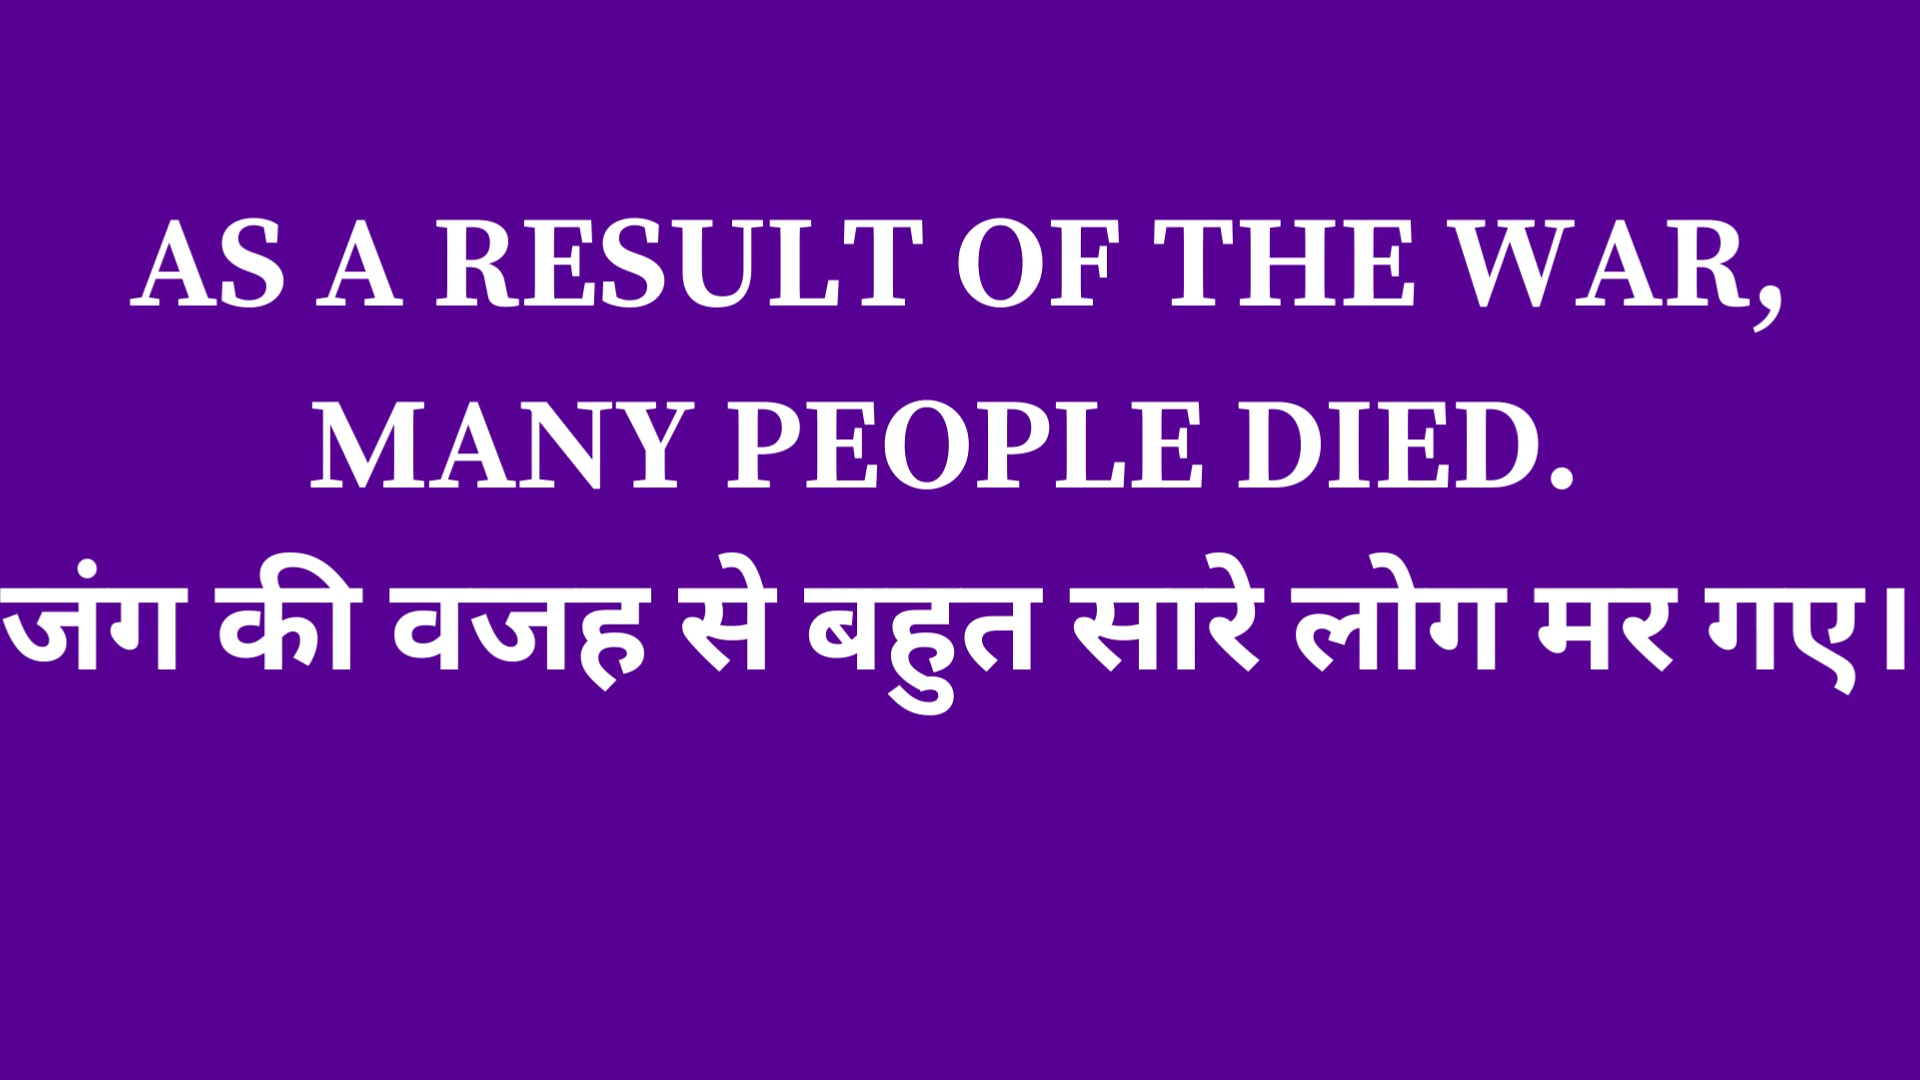 AS A RESULT OF THE WAR,
MANY PEOPLE DIED.
जंग की वजह से बहुत सारे लोग मर गए।